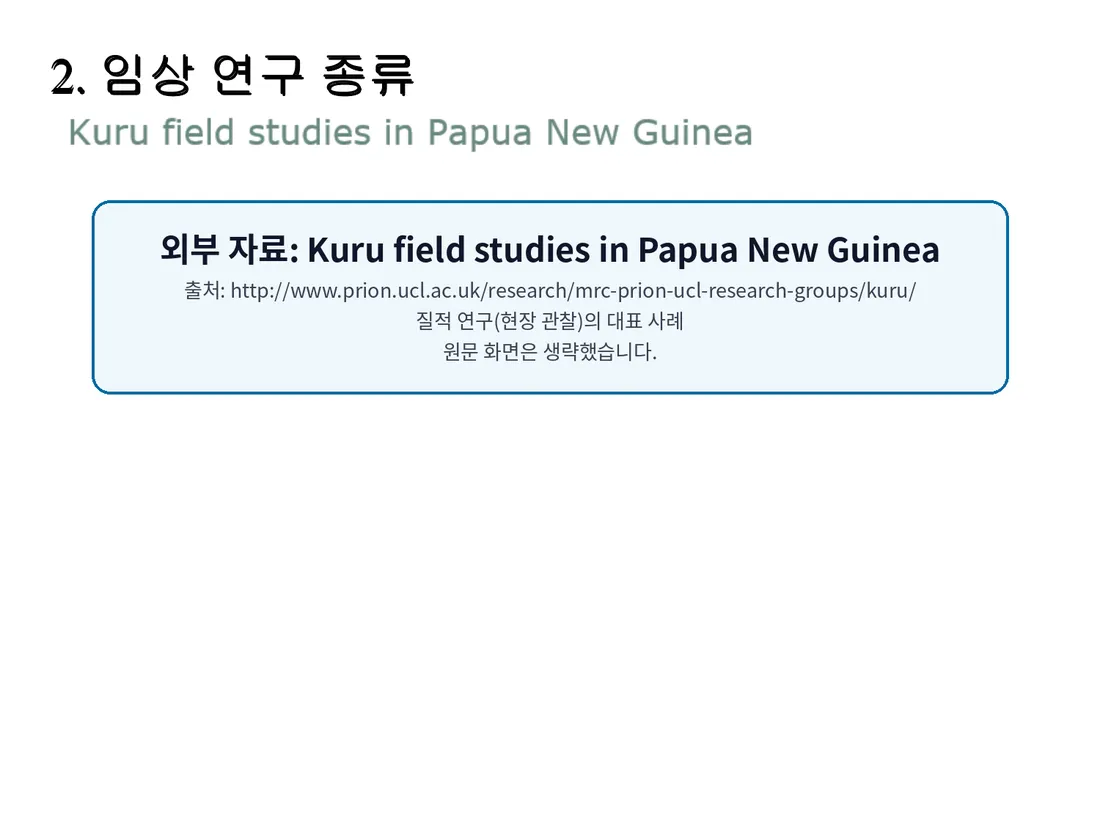 2. 임상 연구 종류
Kuru field studies in Papua New Guinea
외부 자료: Kuru field studies in Papua New Guinea
출처: http://www.prion.ucl.ac.uk/research/mrc-prion-ucl-research-groups/kuru/
질적 연구(현장 관찰)의 대표 사례
원문 화면은 생략했습니다.